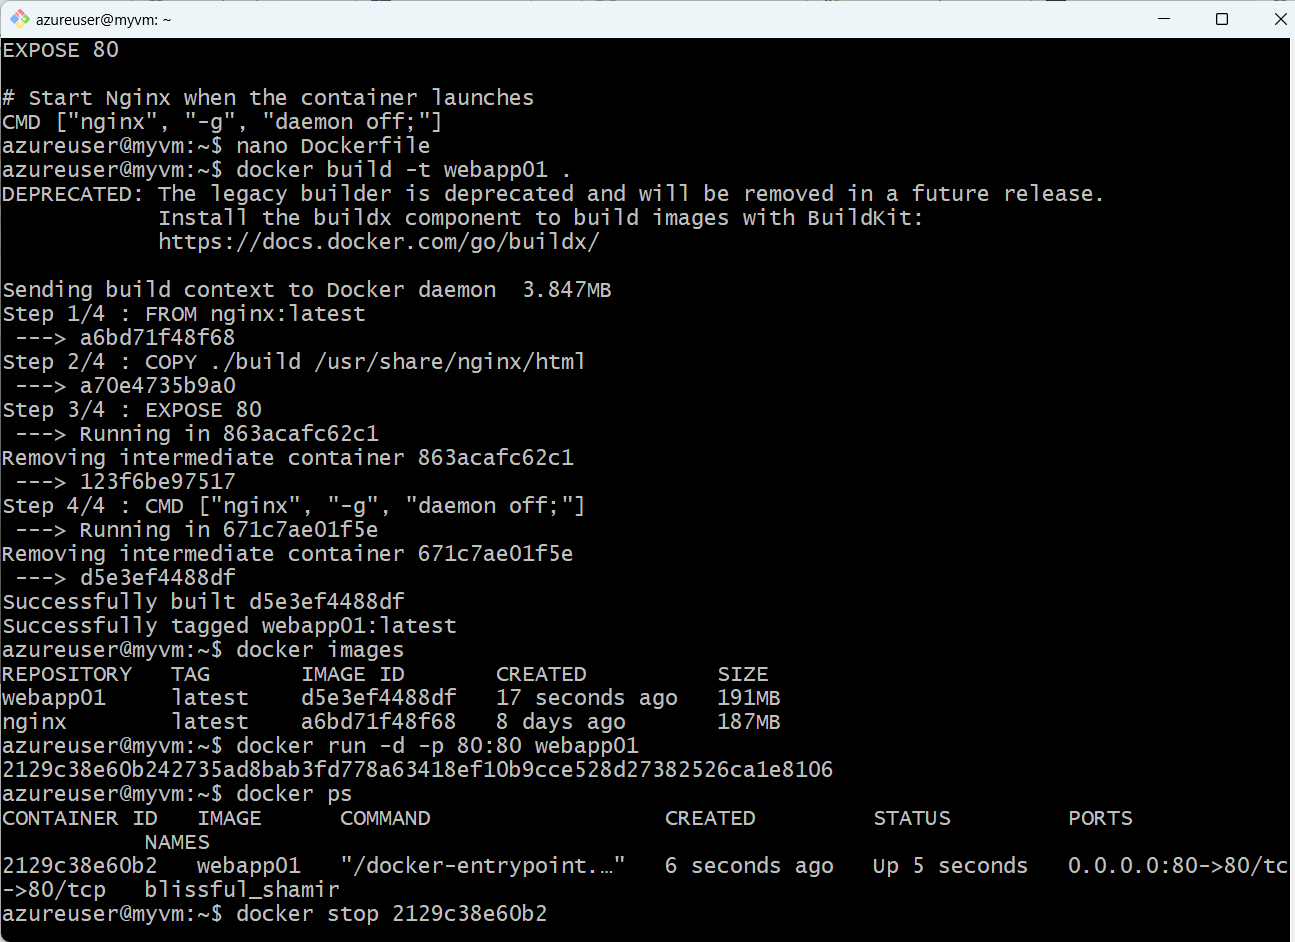 azureuser@myvm: ~
EXPOSE 80
# Start Nginx when the container launches
CMD ["nginx", "-g", "daemon off;"]
azureuser@myvm:~$ nano Dockerfile
azureuser@myvm:~$ docker build -t webapp01 .
DEPRECATED: The legacy builder is deprecated and will be removed in a future release.
            Install the buildx component to build images with BuildKit:
            https://docs.docker.com/go/buildx/
Sending build context to Docker daemon  3.847MB
Step 1/4 : FROM nginx:latest
 ---> a6bd71f48f68
Step 2/4 : COPY ./build /usr/share/nginx/html
 ---> a70e4735b9a0
Step 3/4 : EXPOSE 80
 ---> Running in 863acafc62c1
Removing intermediate container 863acafc62c1
 ---> 123f6be97517
Step 4/4 : CMD ["nginx", "-g", "daemon off;"]
 ---> Running in 671c7ae01f5e
Removing intermediate container 671c7ae01f5e
 ---> d5e3ef4488df
Successfully built d5e3ef4488df
Successfully tagged webapp01:latest
azureuser@myvm:~$ docker images
REPOSITORY   TAG       IMAGE ID       CREATED          SIZE
webapp01     latest    d5e3ef4488df   17 seconds ago   191MB
nginx        latest    a6bd71f48f68   8 days ago       187MB
azureuser@myvm:~$ docker run -d -p 80:80 webapp01
2129c38e60b242735ad8bab3fd778a63418ef10b9cce528d27382526ca1e8106
azureuser@myvm:~$ docker ps
CONTAINER ID   IMAGE      COMMAND                  CREATED         STATUS         PORTS
           NAMES
2129c38e60b2   webapp01   "/docker-entrypoint.…"   6 seconds ago   Up 5 seconds   0.0.0.0:80->80/tc
->80/tcp   blissful_shamir
azureuser@myvm:~$ docker stop 2129c38e60b2